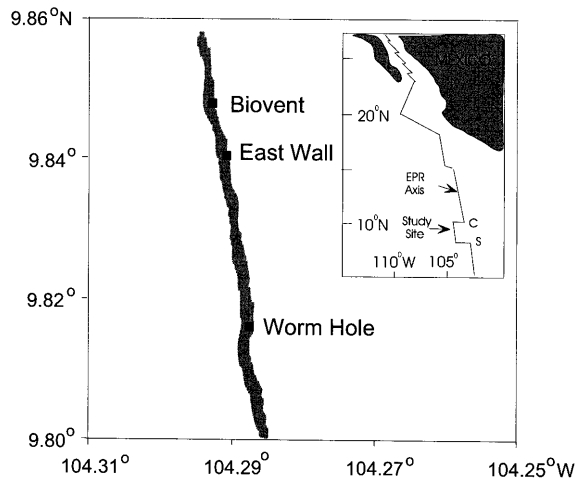 9.86°N
9.84°
9.82°
9.80°
104.31°
104.29°
104.27°
104.25°W
Biovent
East Wall
Worm Hole
MEXICO
20°N
EPR
Axis
10°N
Study
Site
C
S
110°W
105°